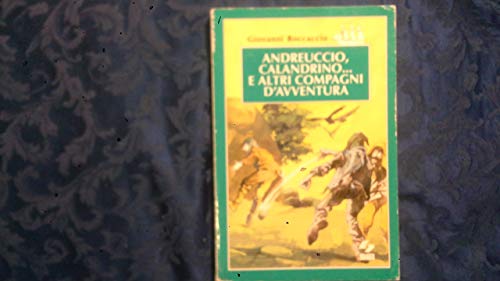 Giovanni Boccaccio
ANDREUCCIO,
CALANDRINO...
E ALTRI COMPAGNI
D'AVVENTURA